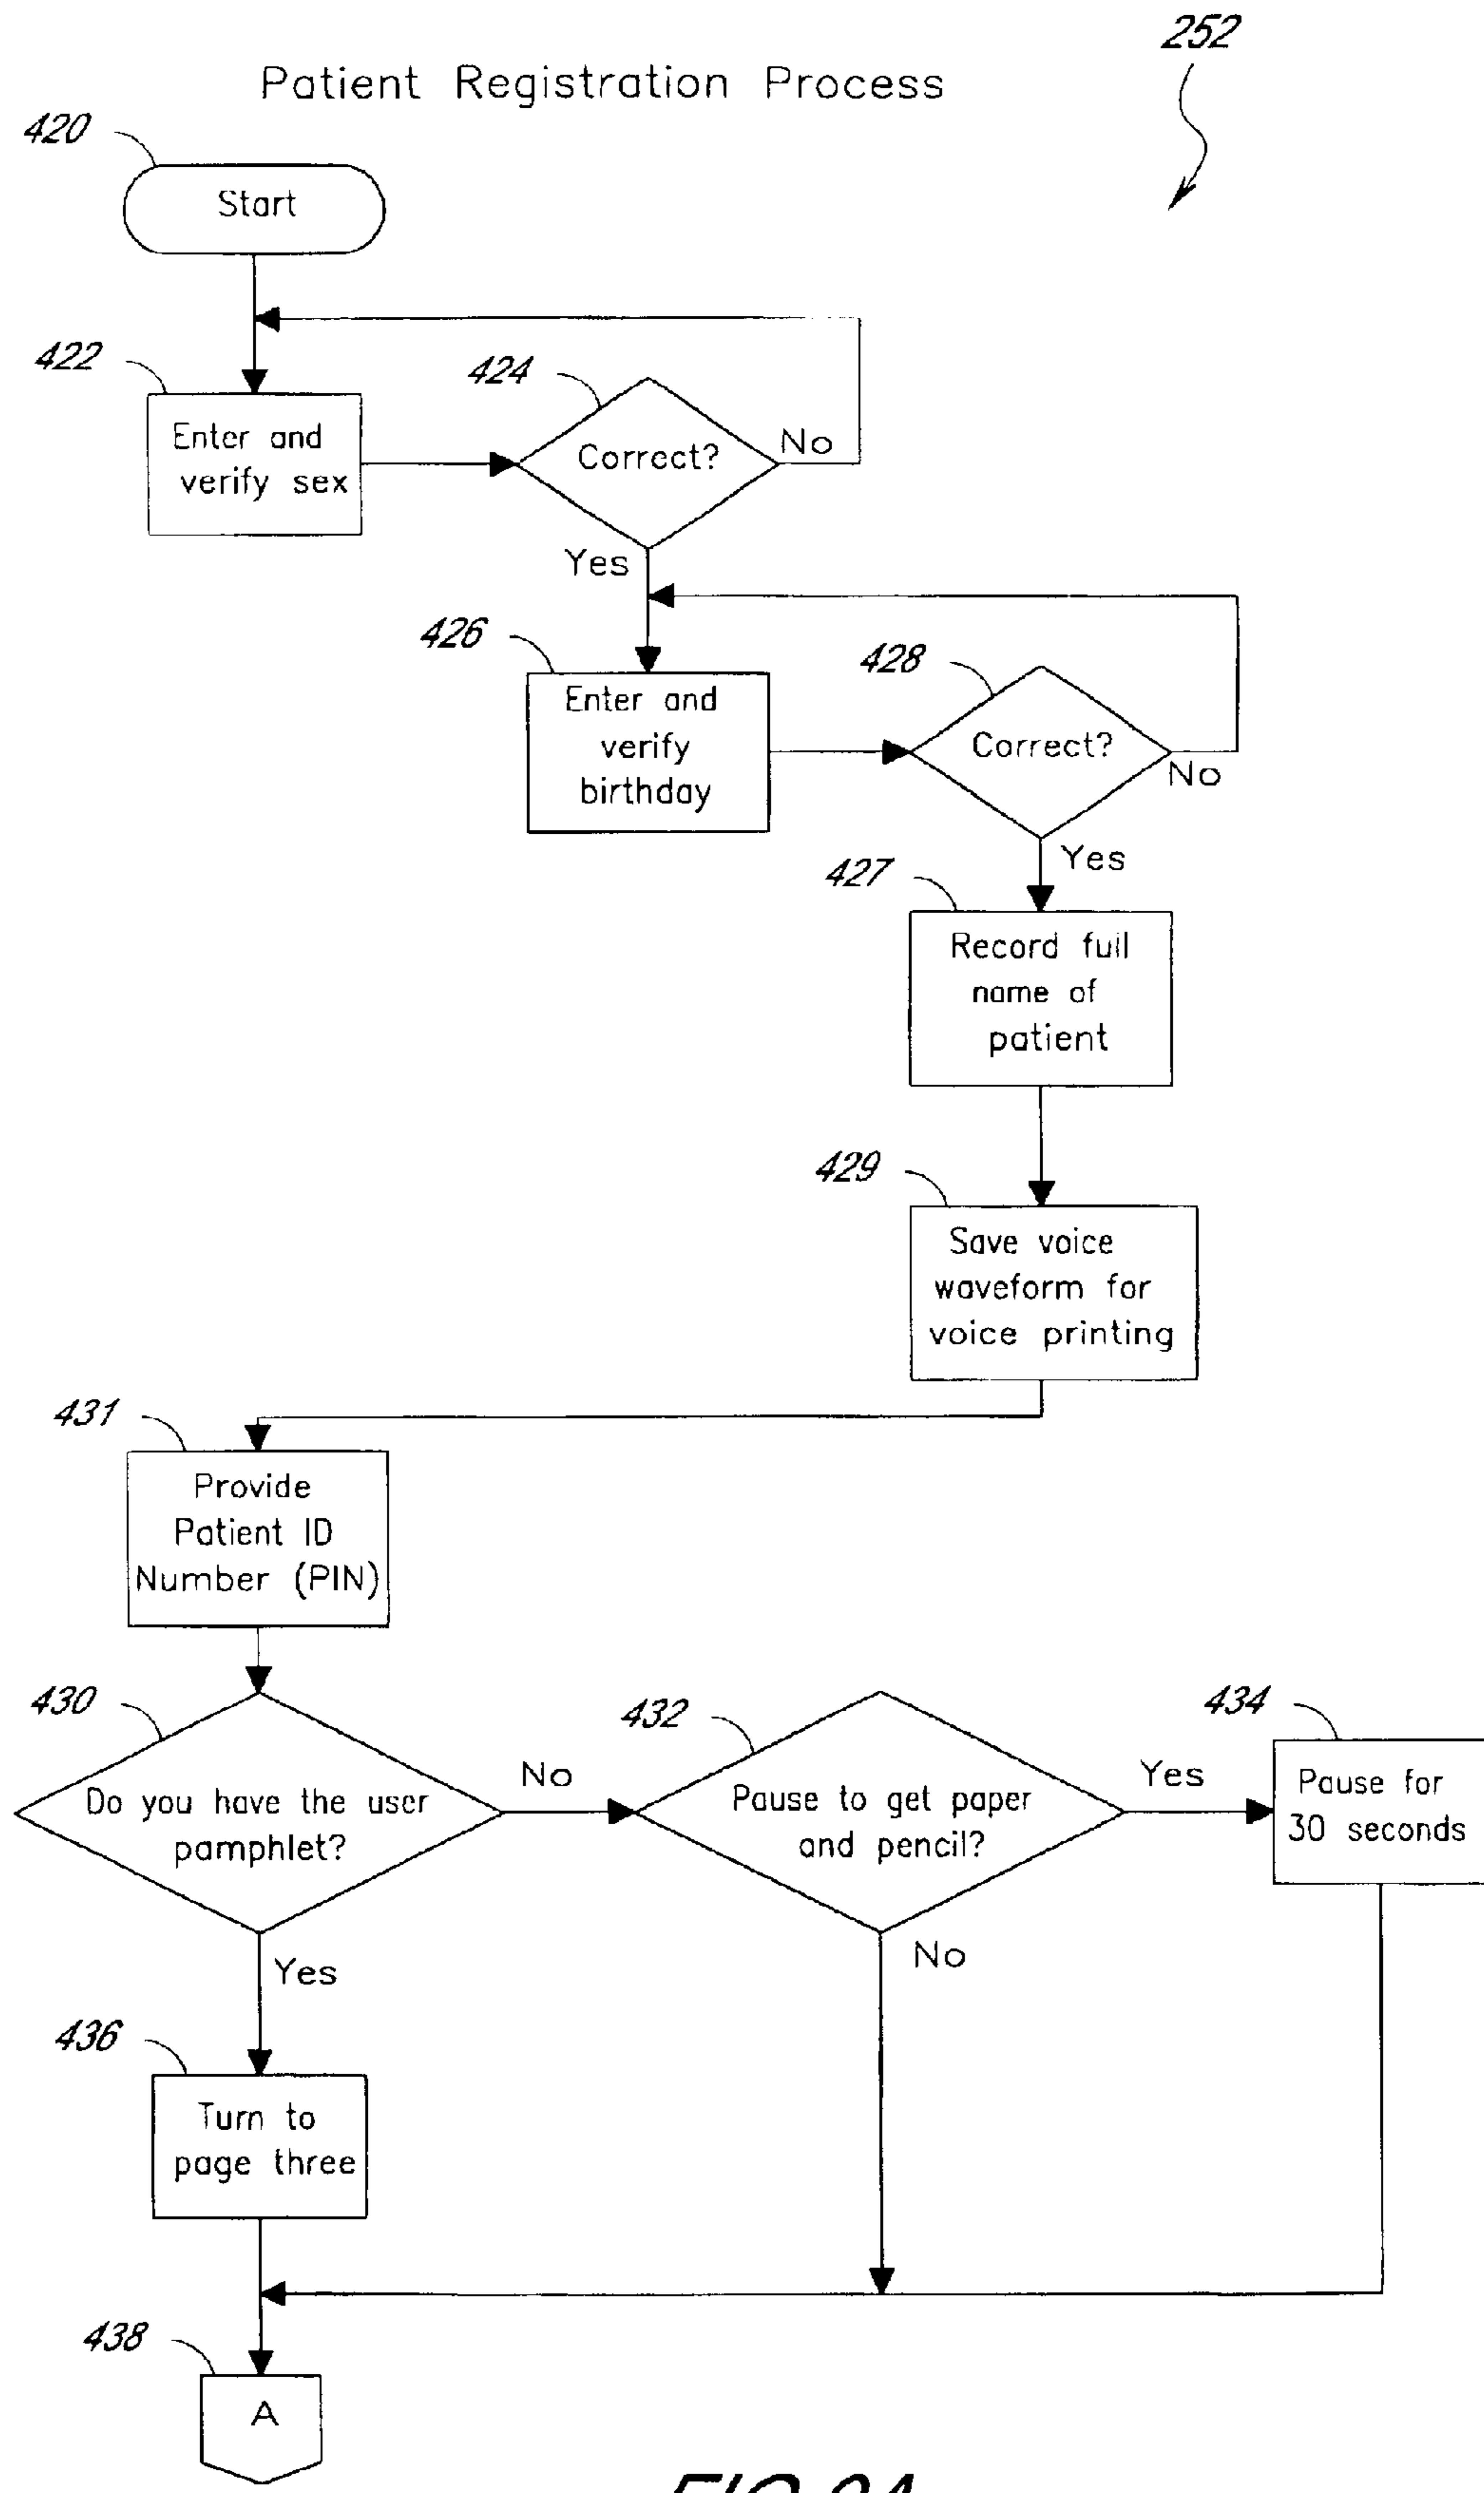 252
Patient Registration Process
420
Start
422
Enter and
verify sex
424
Correct?
No
Yes
426
Enter and
verify
birthday
428
Correct?
No
Yes
427
Record full
name of
patient
429
Save voice
waveform for
voice printing
431
Provide
Patient ID
Number (PIN)
430
Do you have the user
pamphlet?
No
432
Pause to get paper
and pencil?
Yes
434
Pause for
30 seconds
Yes
No
436
Turn to
page three
438
A